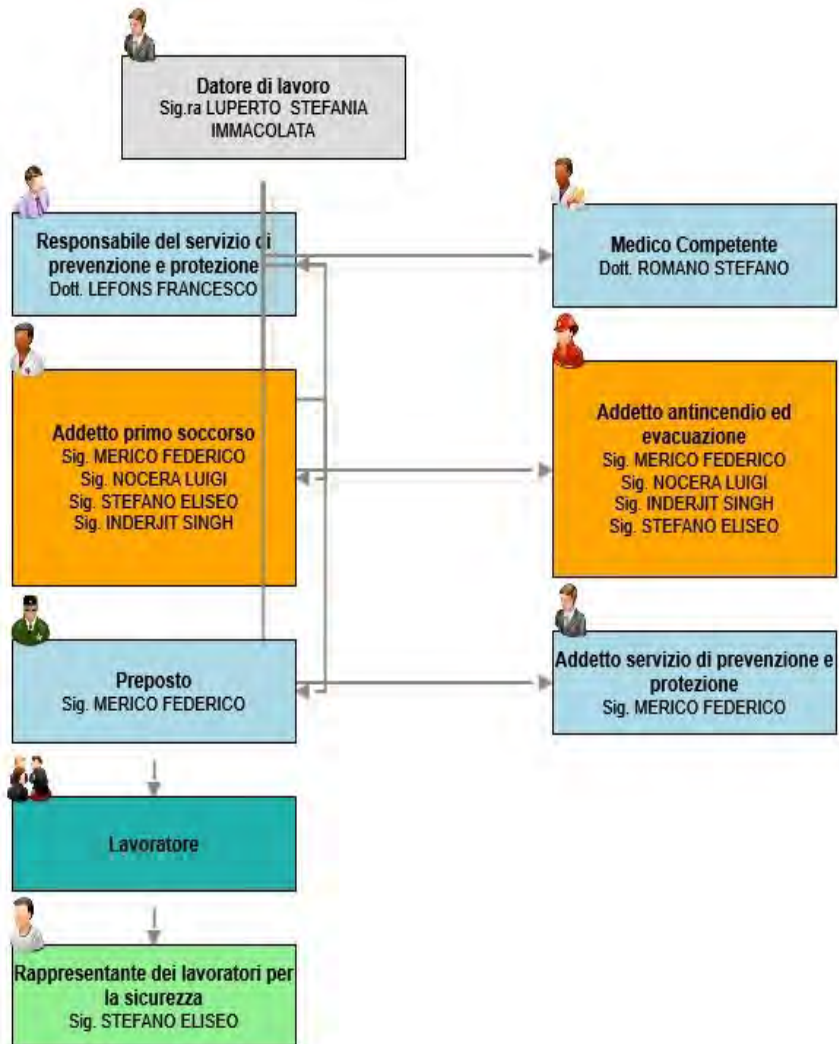 Datore di lavoro
Sig.ra LUPERTO STEFANIA
IMMACOLATA
Responsabile del servizio di
prevenzione e protezione
Dott. LEFONS FRANCESCO
Medico Competente
Dott. ROMANO STEFANO
Addetto primo soccorso
Sig. MERICO FEDERICO
Sig. NOCERA LUIGI
Sig. STEFANO ELISEO
Sig. INDERJIT SINGH
Addetto antincendio ed
evacuazione
Sig. MERICO FEDERICO
Sig. NOCERA LUIGI
Sig. INDERJIT SINGH
Sig. STEFANO ELISEO
Preposto
Sig. MERICO FEDERICO
Addetto servizio di prevenzione e
protezione
Sig. MERICO FEDERICO
Lavoratore
Rappresentante dei lavoratori per
la sicurezza
Sig. STEFANO ELISEO